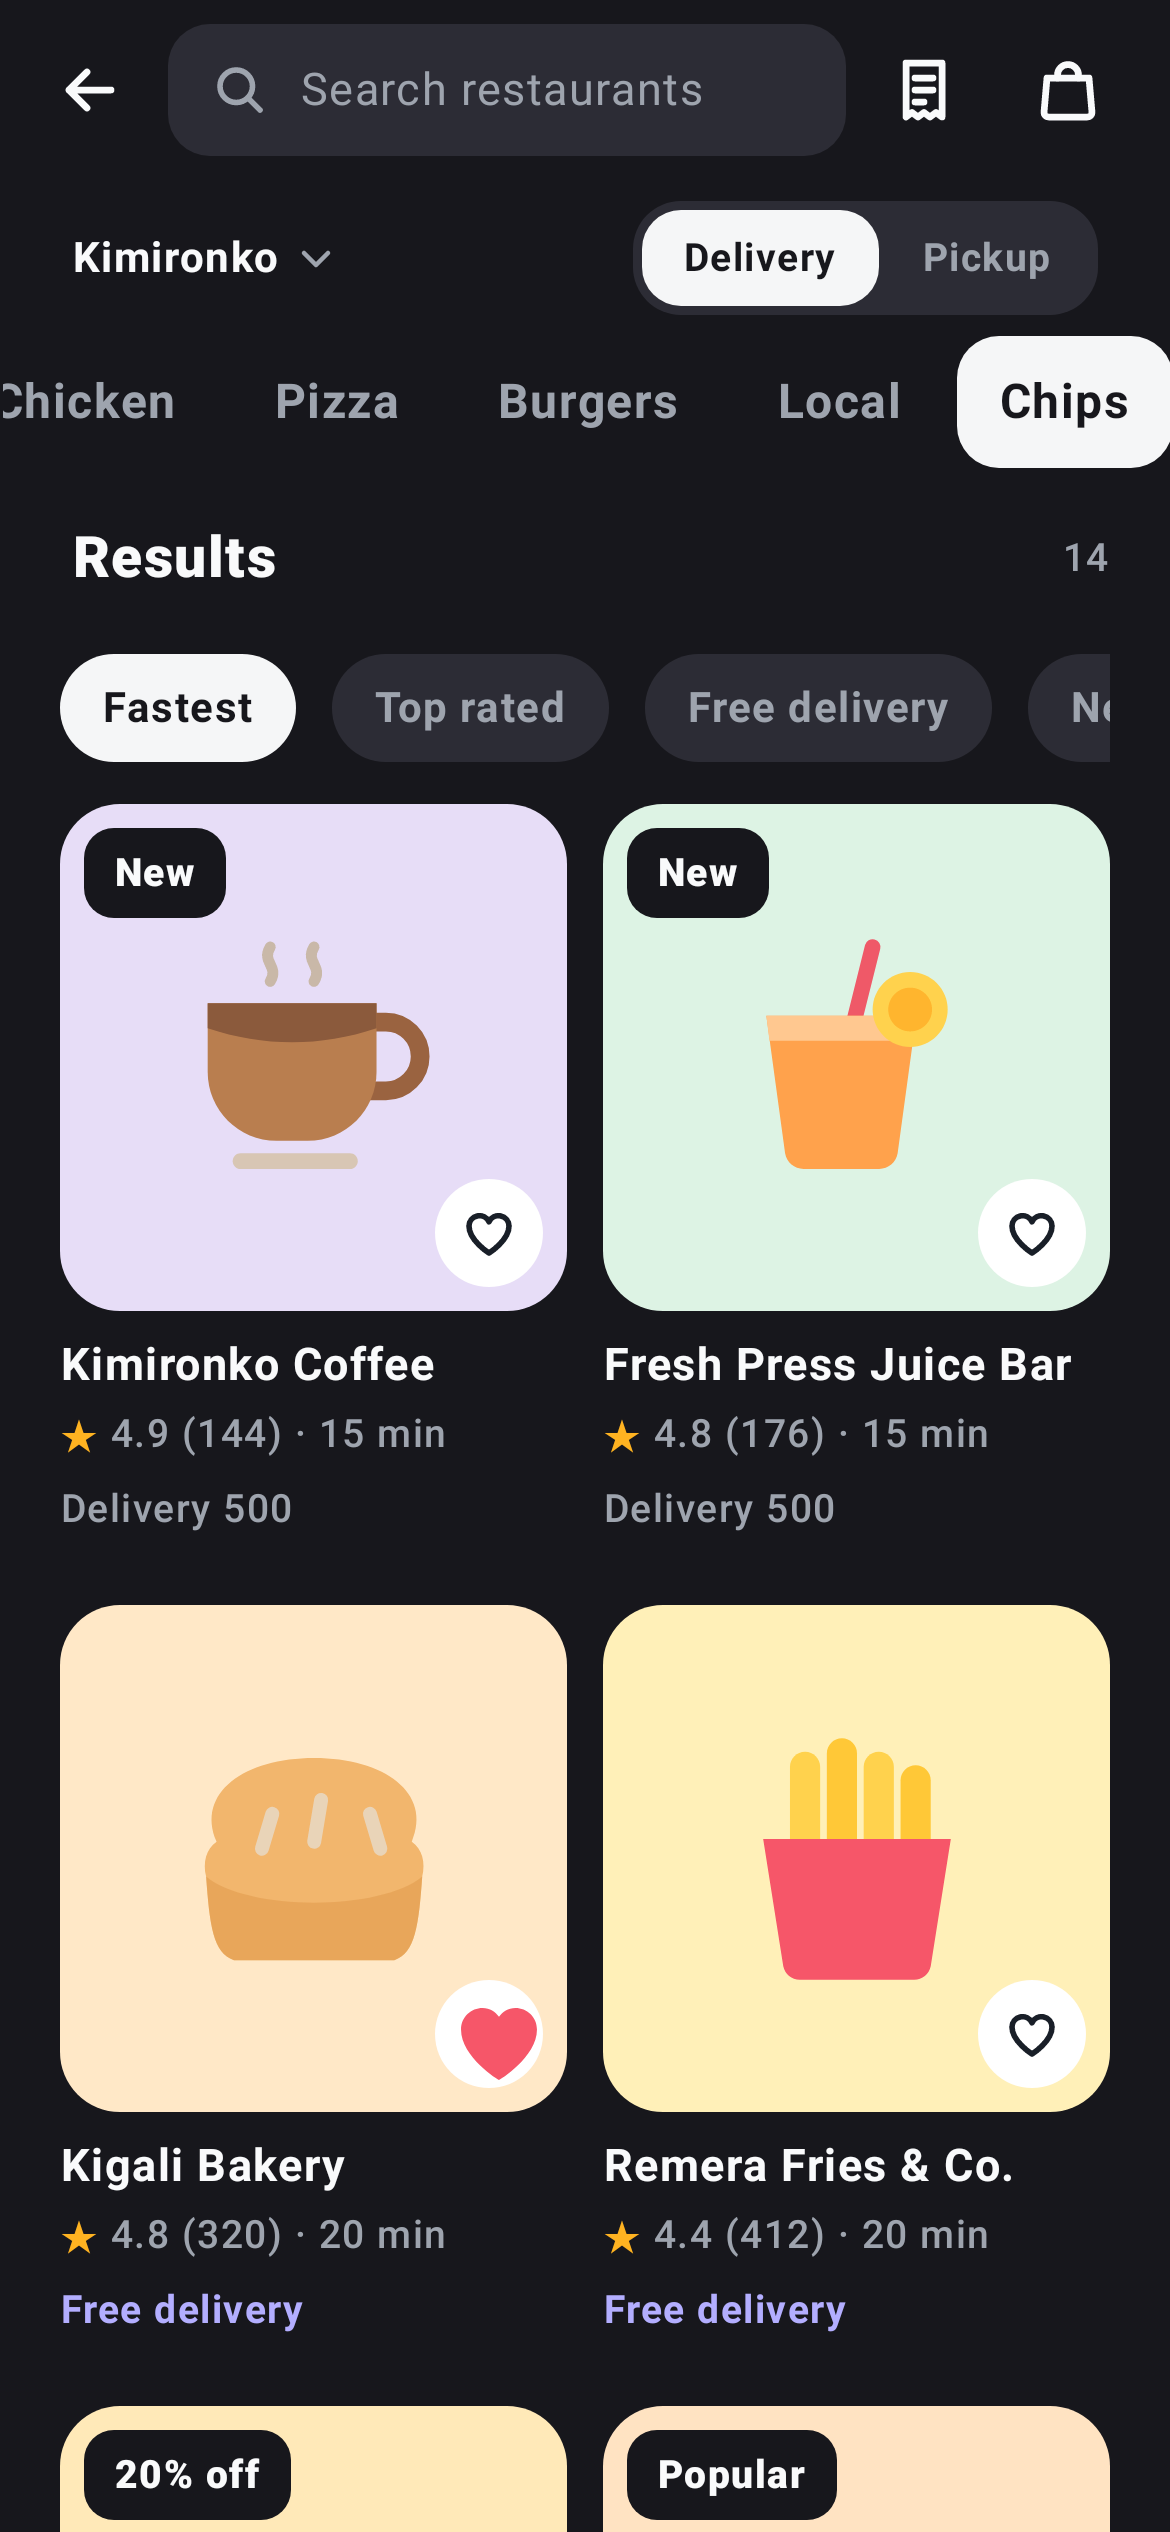 Search restaurants
Kimironko
Delivery Pickup
Chicken Pizza Burgers Local Chips
Results 14
Fastest Top rated Free delivery
New
New
Kimironko Coffee
★ 4.9 (144) · 15 min
Delivery 500
Fresh Press Juice Bar
★ 4.8 (176) · 15 min
Delivery 500
Kigali Bakery
★ 4.8 (320) · 20 min
Free delivery
Remera Fries & Co.
★ 4.4 (412) · 20 min
Free delivery
20% off
Popular